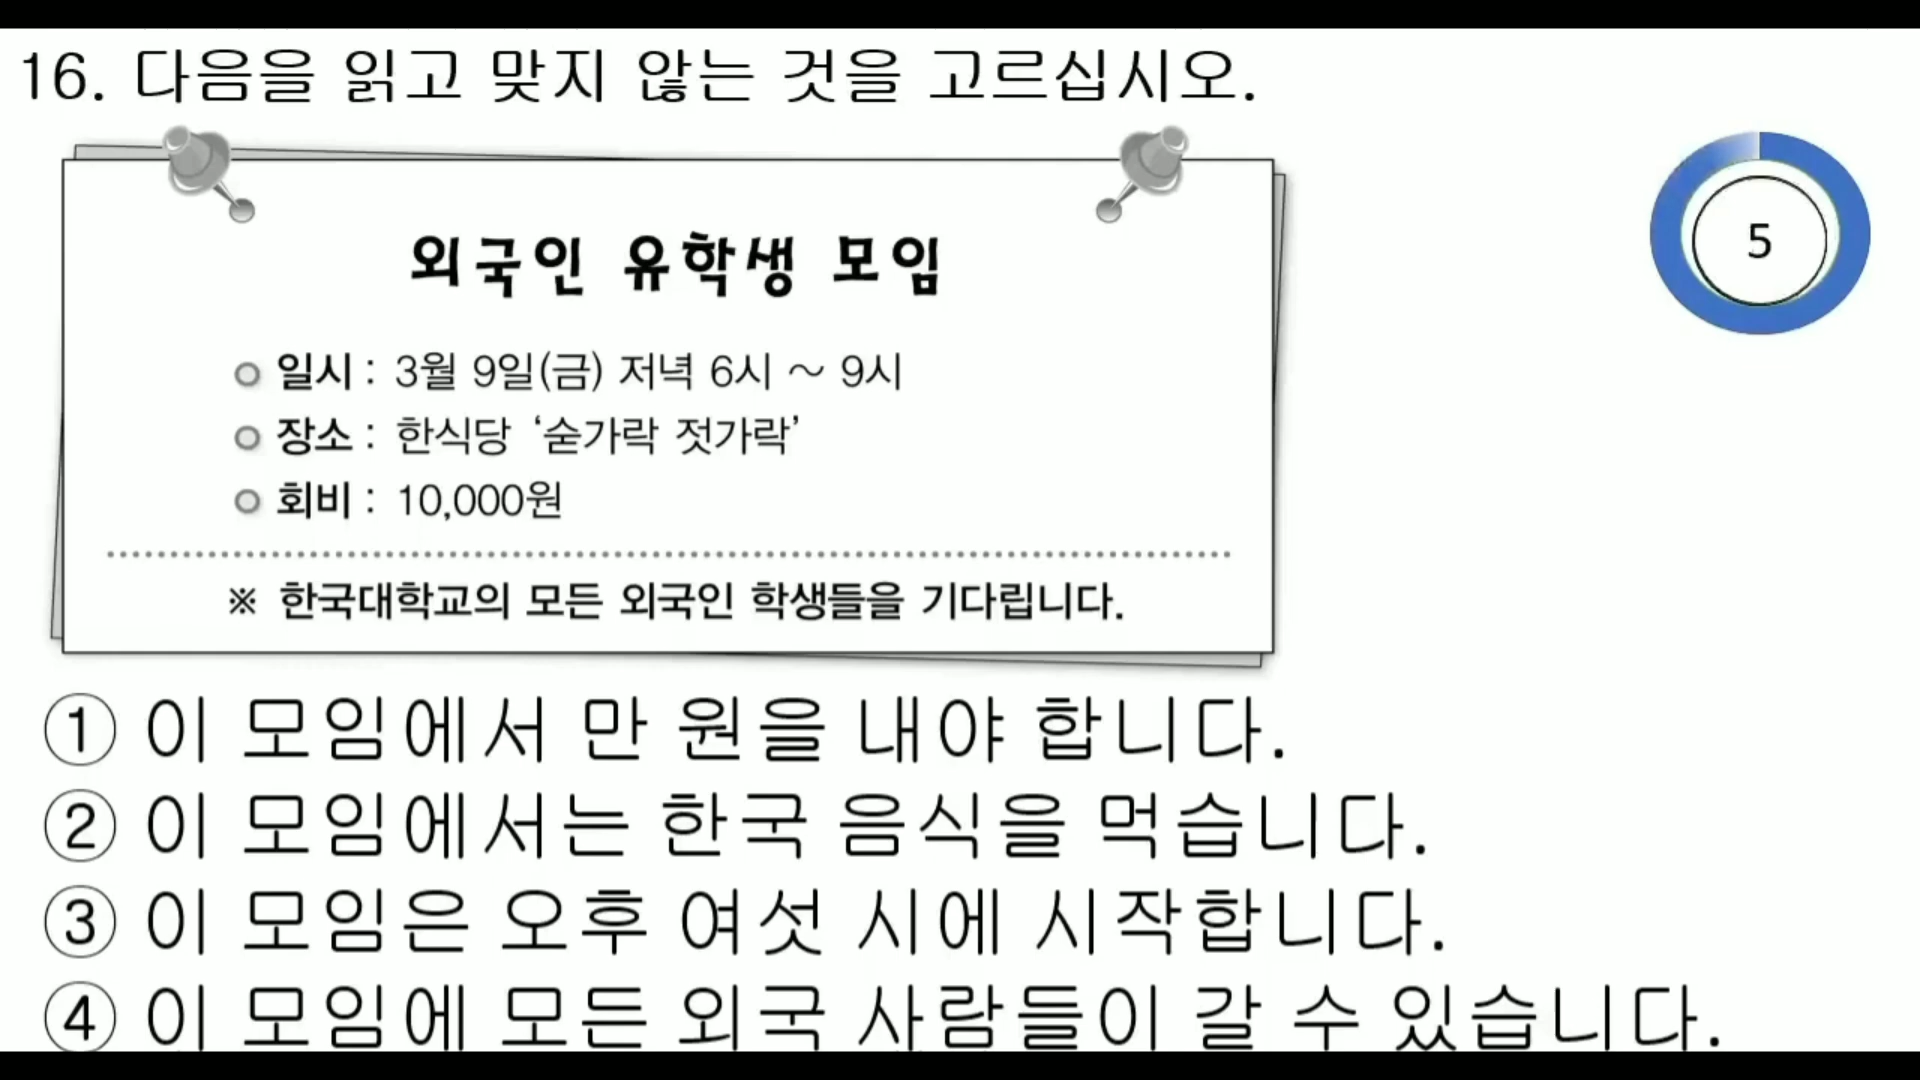 16. 다음을 읽고 맞지 않는 것을 고르십시오.
5
외국인 유학생 모임
일시 : 3월 9일(금) 저녁 6시 ~ 9시
장소 : 한식당 ‘숟가락 젓가락’
회비 : 10,000원
※ 한국대학교의 모든 외국인 학생들을 기다립니다.
① 이 모임에서 만 원을 내야 합니다.
② 이 모임에서는 한국 음식을 먹습니다.
③ 이 모임은 오후 여섯 시에 시작합니다.
④ 이 모임에 모든 외국 사람들이 갈 수 있습니다.